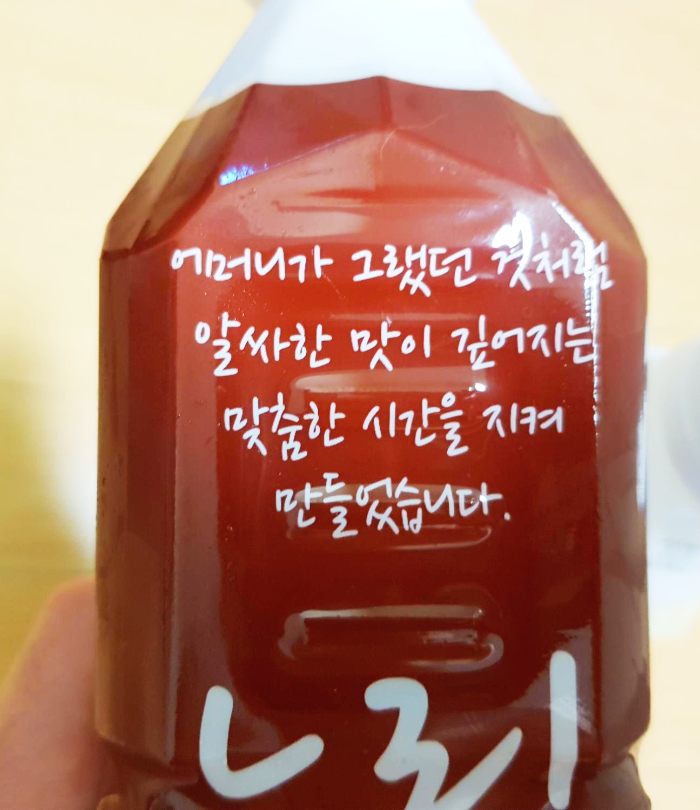 어머니가 그랬던 것처럼
알싸한 맛이 깊어지는
맞춤한 시간을 지켜
만들었습니다.